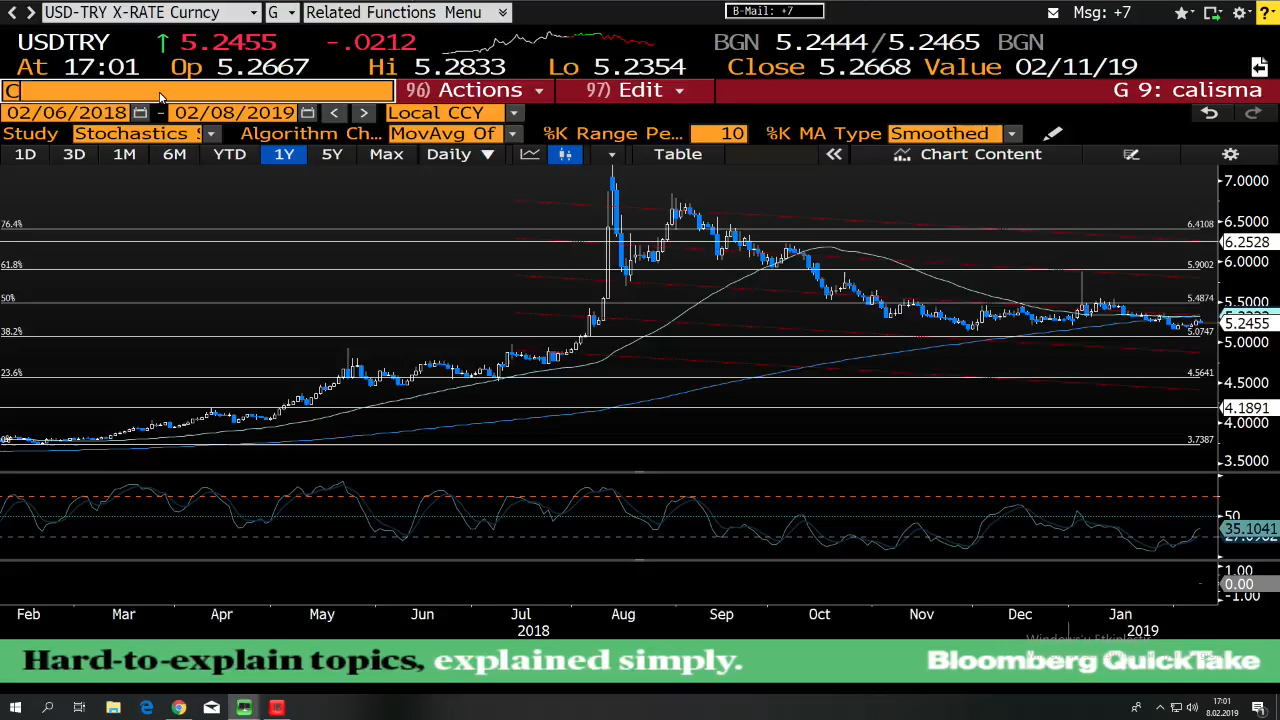 USD-TRY X-RATE Curncy G Related Functions Menu B-Mail: +7 Msg: +7 ?
USDTRY ↑ 5.2455 -.0212 BGN 5.2444/5.2465 BGN
At 17:01 Op 5.2667 Hi 5.2833 Lo 5.2354 Close 5.2668 Value 02/11/19
C 96) Actions 97) Edit G 9: calisma
02/06/2018 - 02/08/2019 < > Local CCY
Study Stochastics S Algorithm Ch... MovAvg Of %K Range Pe... 10 %K MA Type Smoothed
1D 3D 1M 6M YTD 1Y 5Y Max Daily ▼ Table « Chart Content
7.0000
76.4% 6.4108 6.5000
6.2528
61.8% 5.9002 6.0000
50% 5.4874 5.5000
5.2455
38.2% 5.0747 5.0000
23.6% 4.5641 4.5000
4.1891
4.0000
3.7387
3.5000
50
35.1041
1.00
0.00
-1.00
Feb Mar Apr May Jun Jul Aug Sep Oct Nov Dec Jan
2018 2019
Windows'u Etkinleştir
Hard-to-explain topics, explained simply. Bloomberg QuickTake
17:01
8.02.2019